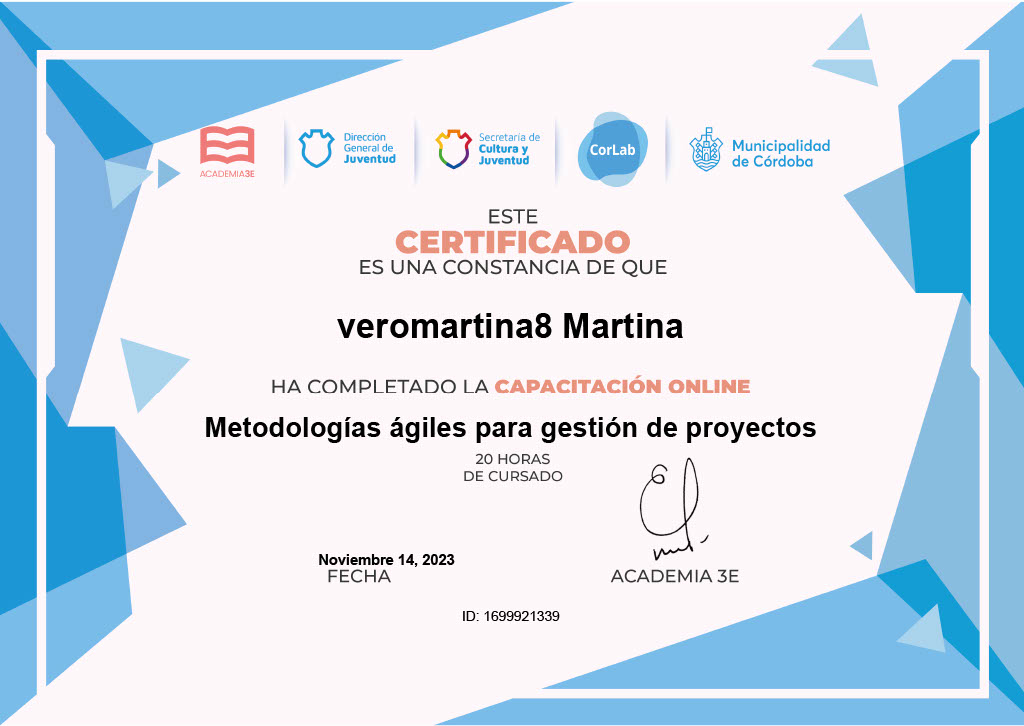 ACADEMIA3E
Dirección
General de
Juventud
Secretaría de
Cultura y
Juventud
CorLab
Municipalidad
de Córdoba
ESTE
CERTIFICADO
ES UNA CONSTANCIA DE QUE
veromartina8 Martina
HA COMPLETADO LA CAPACITACIÓN ONLINE
Metodologías ágiles para gestión de proyectos
20 HORAS
DE CURSADO
Noviembre 14, 2023
FECHA
ACADEMIA 3E
ID: 1699921339